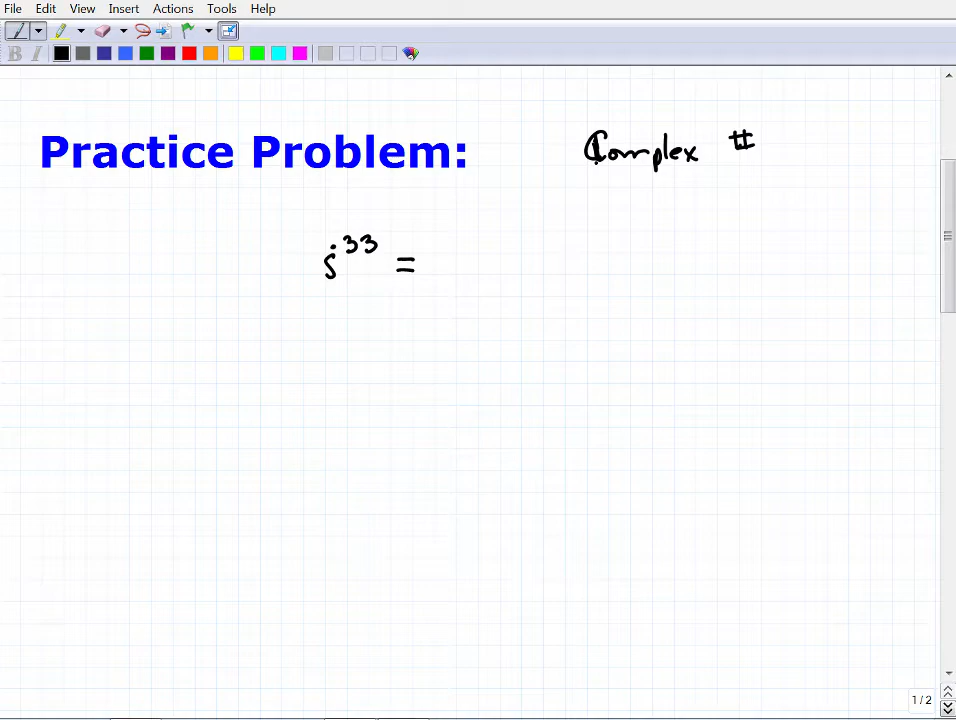 File Edit View Insert Actions Tools Help
B I
Practice Problem: Complex #
i³³ =
1 / 2